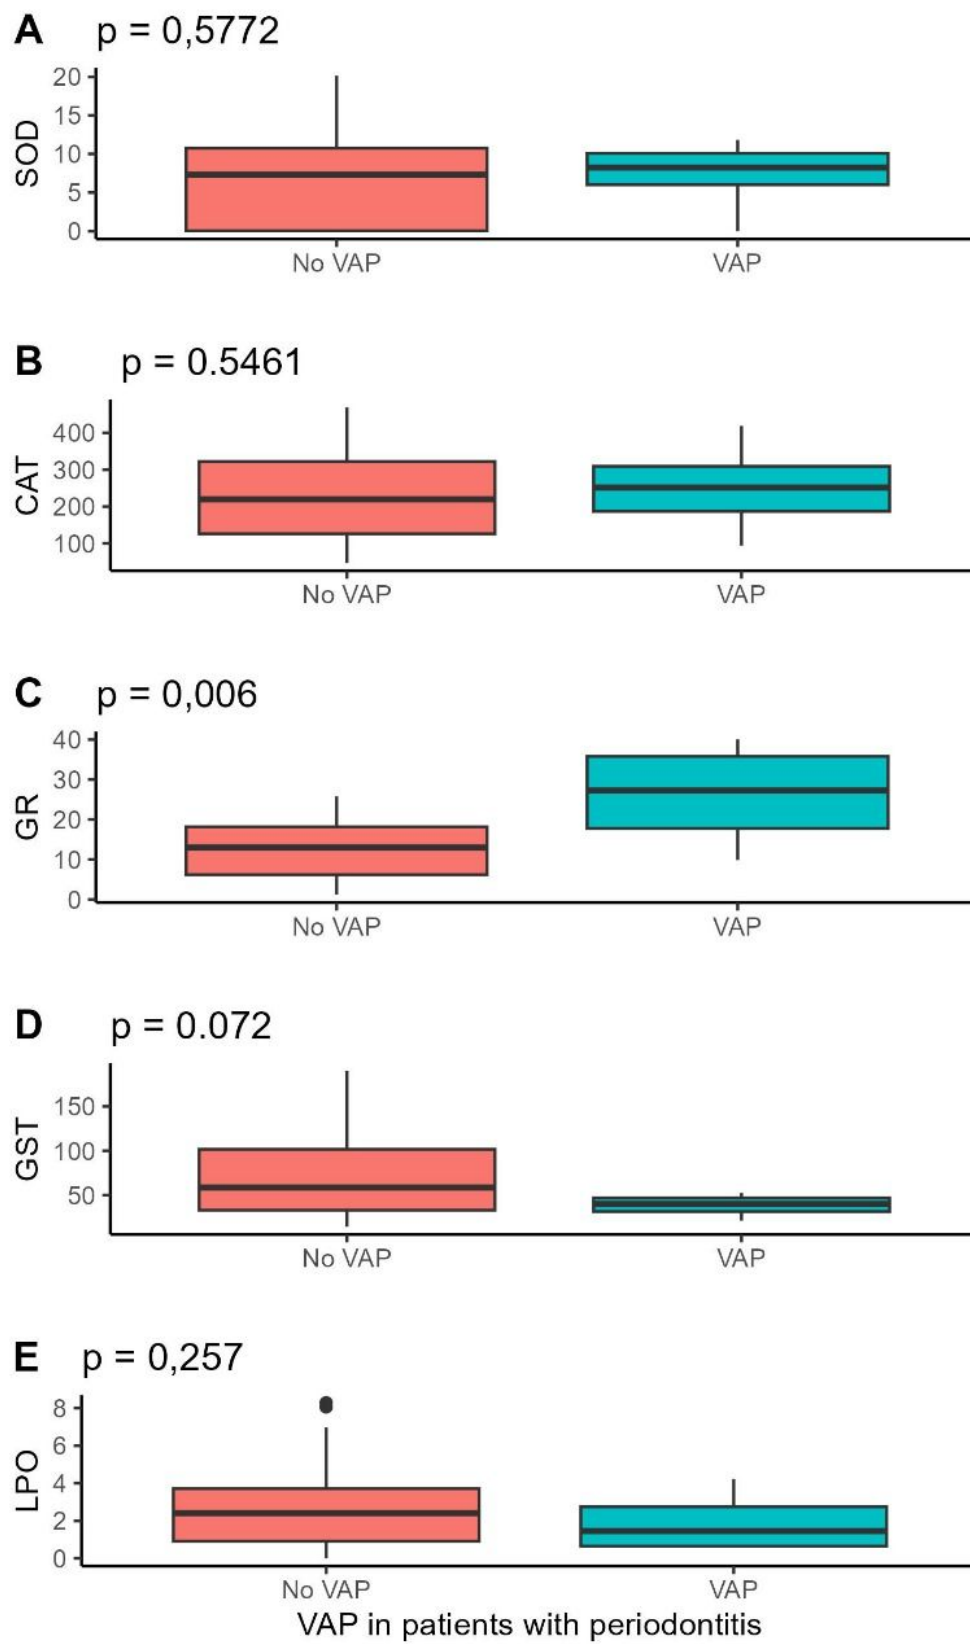 A p = 0,5772
SOD
20
15
10
5
0
No VAP VAP
B p = 0.5461
CAT
400
300
200
100
No VAP VAP
C p = 0,006
GR
40
30
20
10
0
No VAP VAP
D p = 0.072
GST
150
100
50
No VAP VAP
E p = 0,257
LPO
8
6
4
2
0
No VAP VAP
VAP in patients with periodontitis